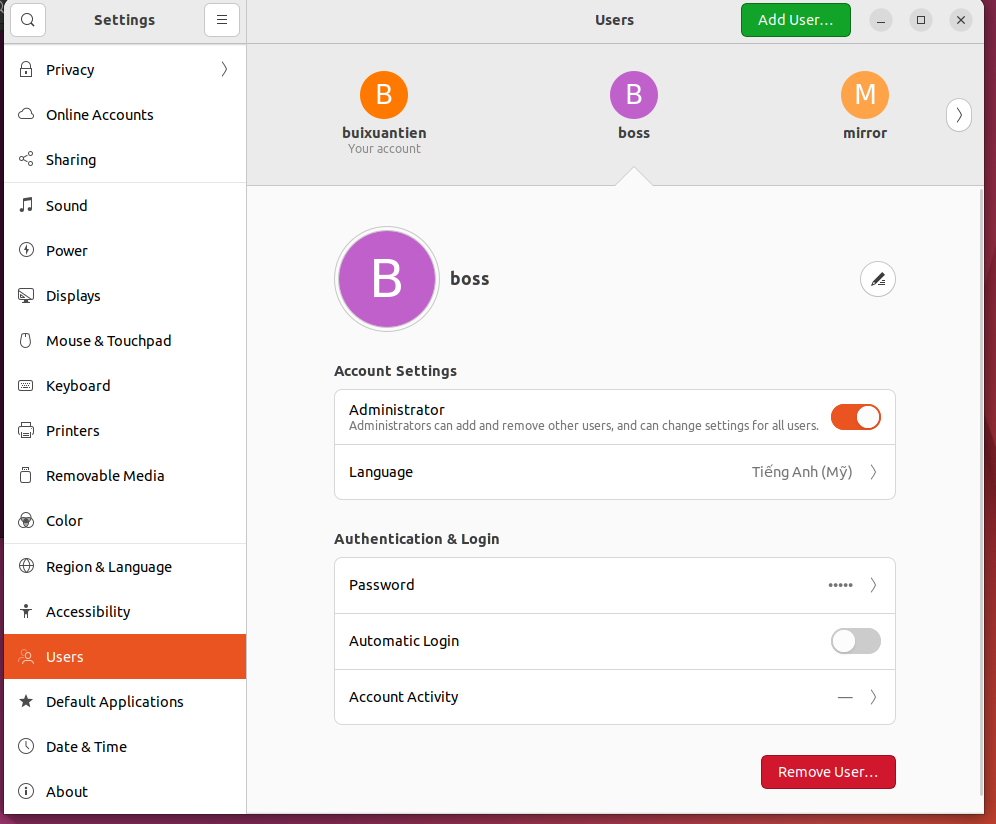 Settings
Users
Add User…
Privacy
Online Accounts
Sharing
Sound
Power
Displays
Mouse & Touchpad
Keyboard
Printers
Removable Media
Color
Region & Language
Accessibility
Users
Default Applications
Date & Time
About
B
buixuantien
Your account
B
boss
M
mirror
B
boss
Account Settings
Administrator
Administrators can add and remove other users, and can change settings for all users.
Language
Tiếng Anh (Mỹ)
Authentication & Login
Password
•••••
Automatic Login
Account Activity
—
Remove User…